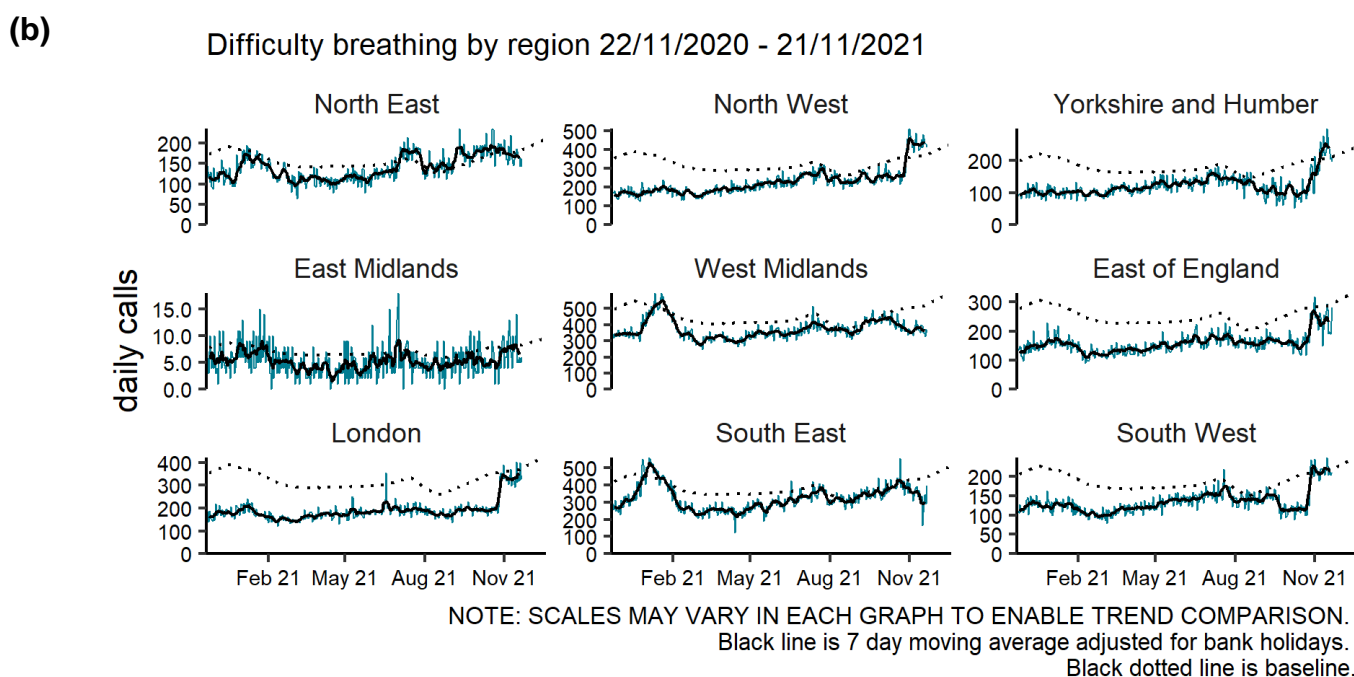 (b)
Difficulty breathing by region 22/11/2020 - 21/11/2021
North East
North West
Yorkshire and Humber
200
150
100
50
0
500
400
300
200
100
0
200
100
0
daily calls
East Midlands
West Midlands
East of England
15.0
10.0
5.0
0.0
500
400
300
200
100
0
300
200
100
0
London
South East
South West
400
300
200
100
0
500
400
300
200
100
0
200
150
100
50
0
Feb 21 May 21 Aug 21 Nov 21
Feb 21 May 21 Aug 21 Nov 21
Feb 21 May 21 Aug 21 Nov 21
NOTE: SCALES MAY VARY IN EACH GRAPH TO ENABLE TREND COMPARISON.
Black line is 7 day moving average adjusted for bank holidays.
Black dotted line is baseline.